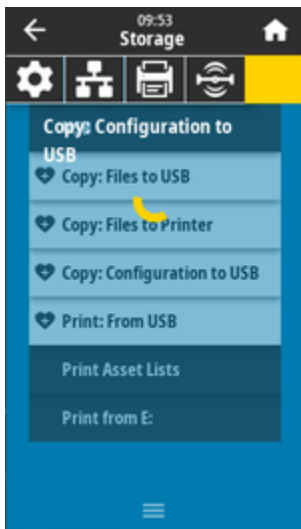 09:53
Storage
Copy: Configuration to
USB
Copy: Files to USB
Copy: Files to Printer
Copy: Configuration to USB
Print: From USB
Print Asset Lists
Print from E: